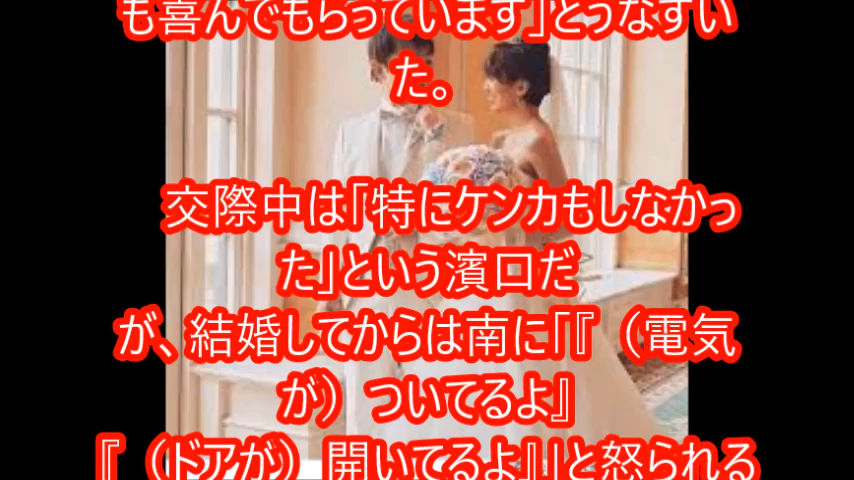 も喜んでもらっています」とうなずい
た。
交際中は「特にケンカもしなかっ
た」という濱口だ
が、結婚してからは南に「『（電気
が）ついてるよ』
『（ドアが）開いてるよ』」と怒られる